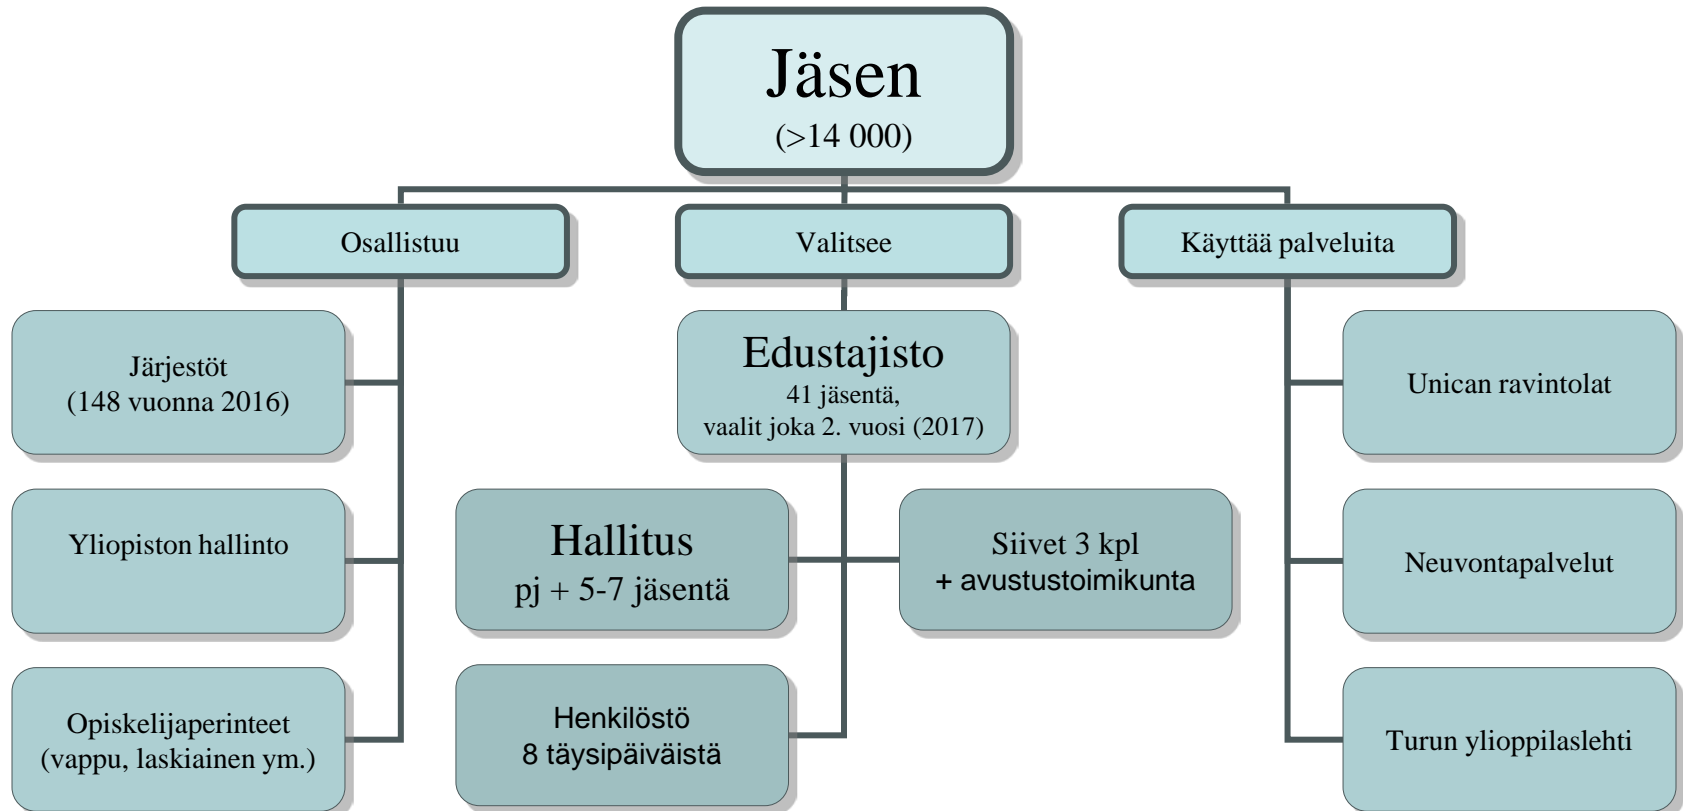 Jäsen
(>14 000)
Osallistuu
Valitsee
Käyttää palveluita
Järjestöt
(148 vuonna 2016)
Edustajisto
41 jäsentä,
vaalit joka 2. vuosi (2017)
Unican ravintolat
Yliopiston hallinto
Hallitus
pj + 5-7 jäsentä
Siivet 3 kpl
+ avustustoimikunta
Neuvontapalvelut
Opiskelijaperinteet
(vappu, laskiainen ym.)
Henkilöstö
8 täysipäiväistä
Turun ylioppilaslehti